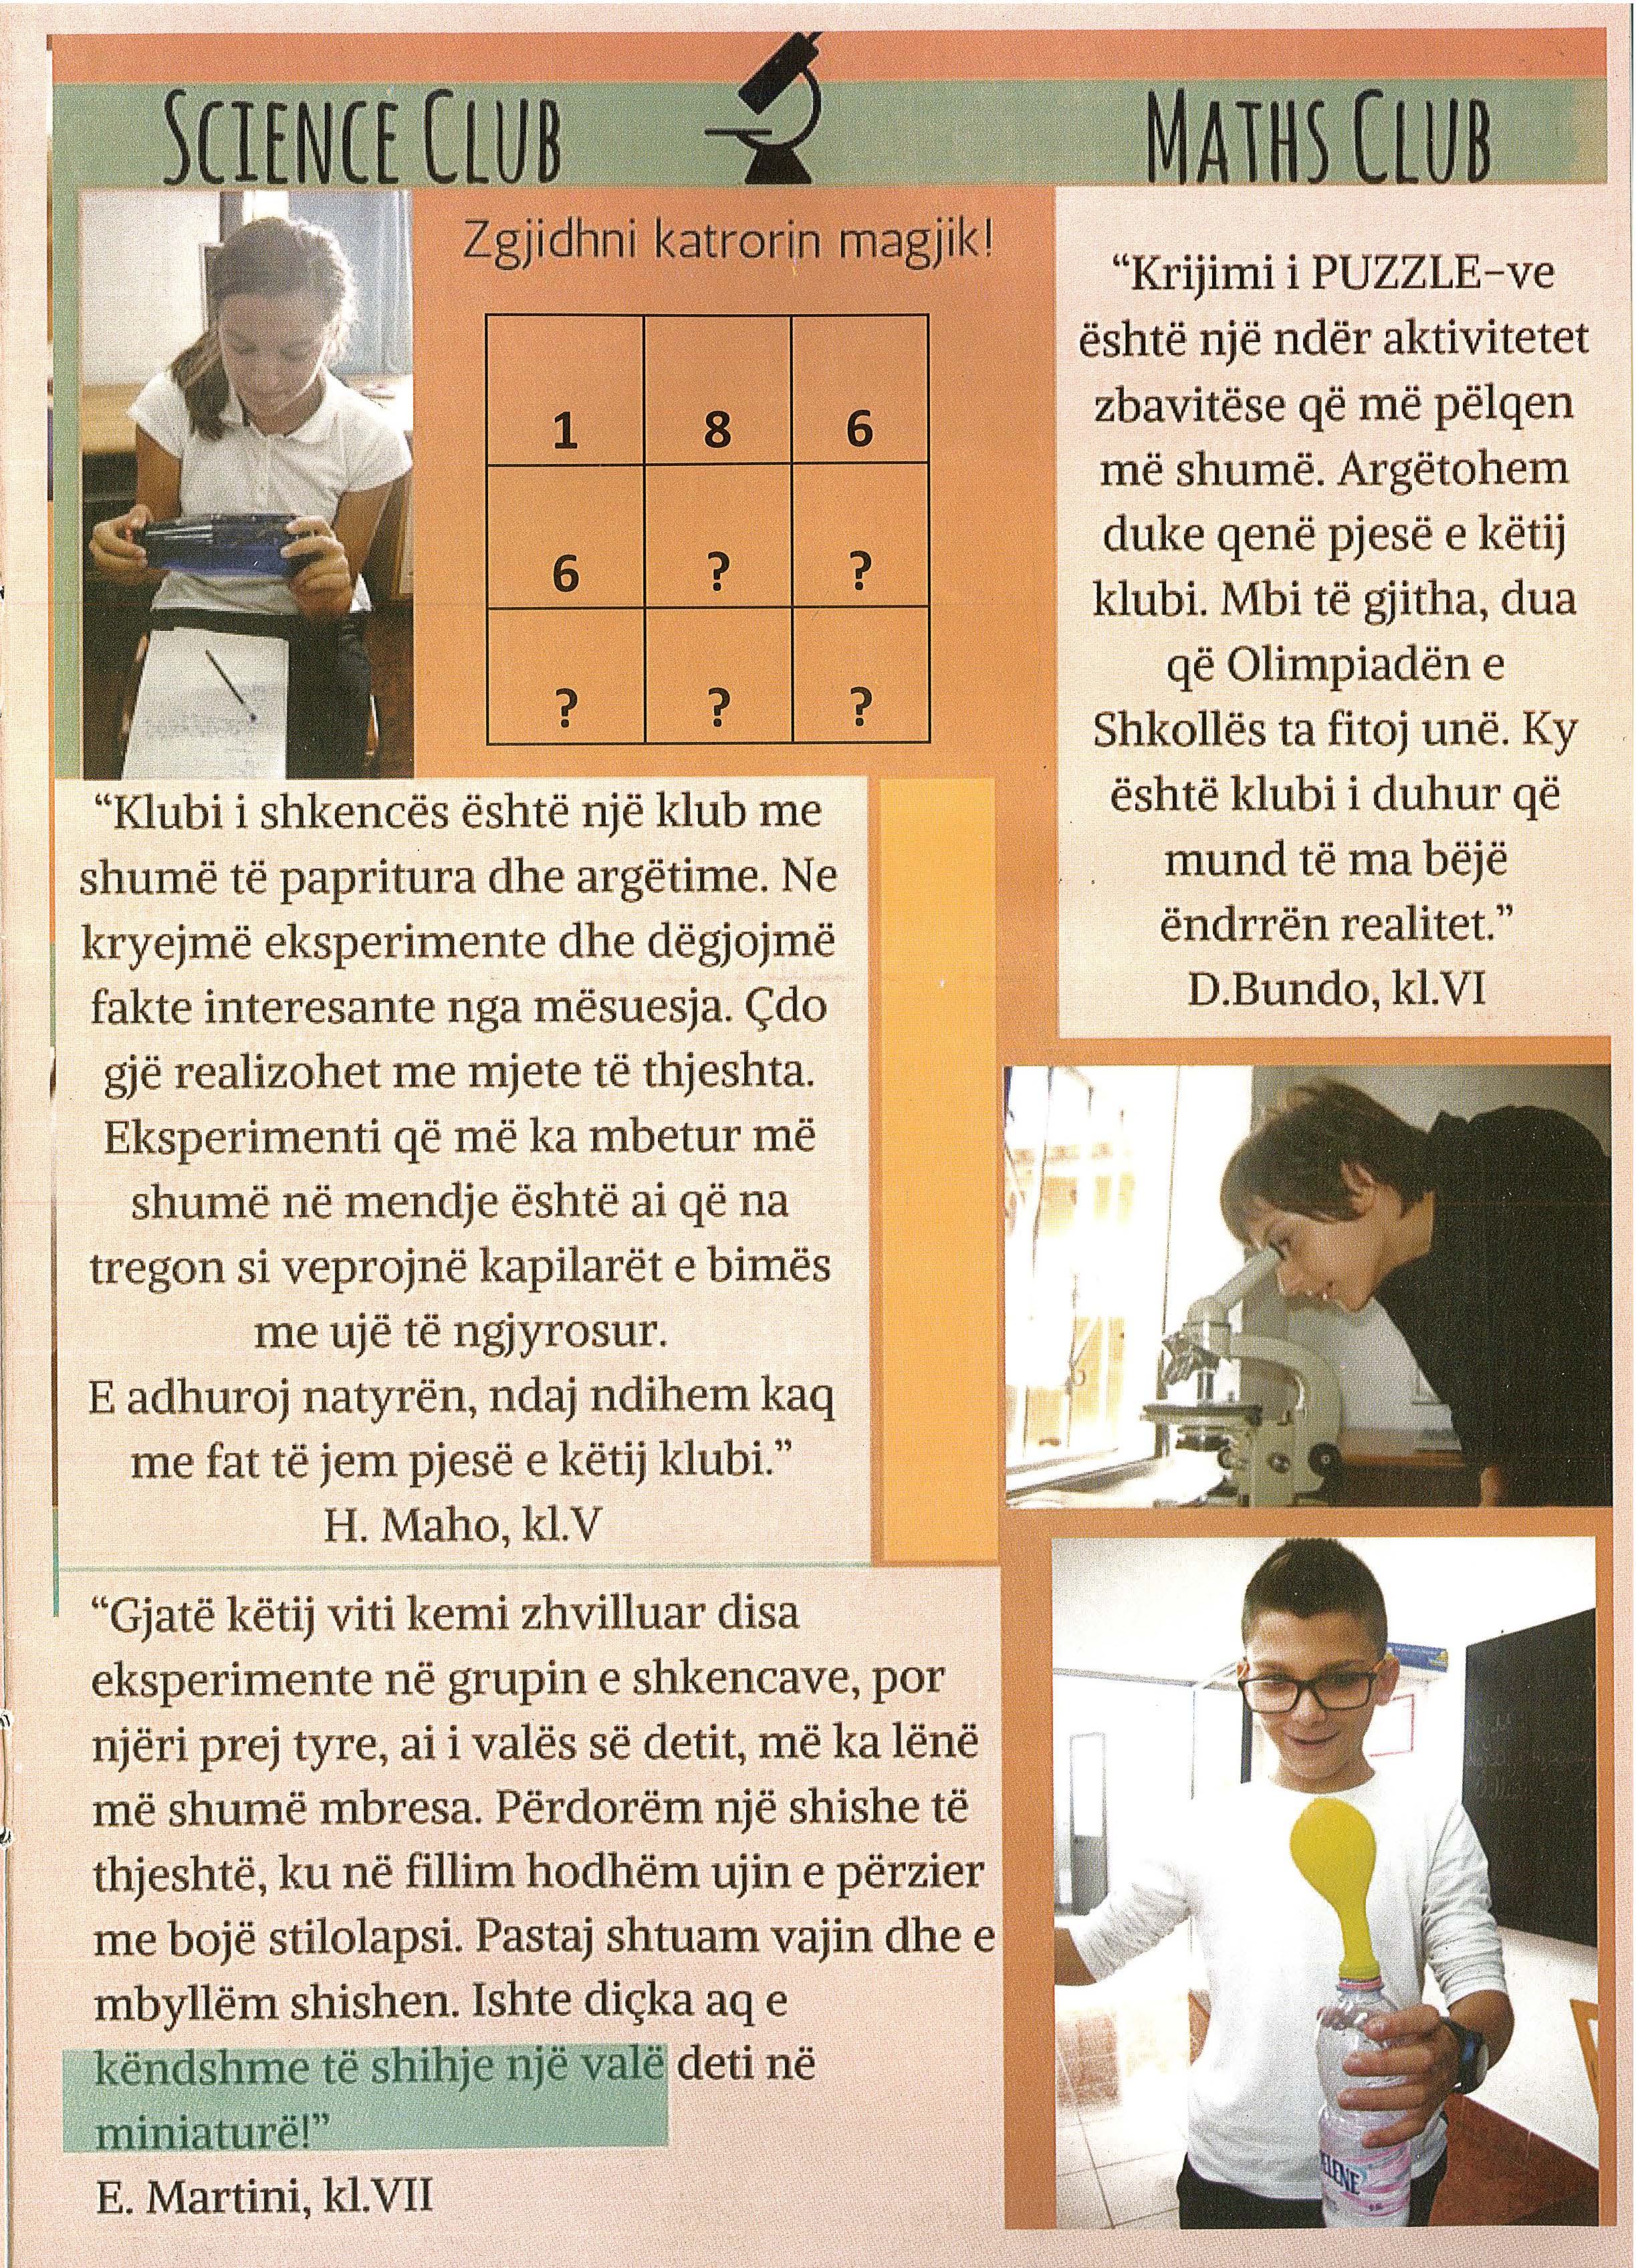 SCIENCE CLUB
MATHS CLUB
Zgjidhni katrorin magjik!
1 8 6
6 ? ?
? ? ?
“Krijimi i PUZZLE-ve
është një ndër aktivitetet
zbavitëse që më pëlqen
më shumë. Argëtohem
duke qenë pjesë e këtij
klubi. Mbi të gjitha, dua
që Olimpiadën e
Shkollës ta fitoj unë. Ky
është klubi i duhur që
mund të ma bëjë
ëndrrën realitet.”
D.Bundo, kl.VI
“Klubi i shkencës është një klub me
shumë të papritura dhe argëtime. Ne
kryejmë eksperimente dhe dëgjojmë
fakte interesante nga mësuesja. Çdo
gjë realizohet me mjete të thjeshta.
Eksperimenti që më ka mbetur më
shumë në mendje është ai që na
tregon si veprojnë kapilarët e bimës
me ujë të ngjyrosur.
E adhuroj natyrën, ndaj ndihem kaq
me fat të jem pjesë e këtij klubi.”
H. Maho, kl.V
“Gjatë këtij viti kemi zhvilluar disa
eksperimente në grupin e shkencave, por
njëri prej tyre, ai i valës së detit, më ka lënë
më shumë mbresa. Përdorëm një shishe të
thjeshtë, ku në fillim hodhëm ujin e përzier
me bojë stilolapsi. Pastaj shtuam vajin dhe e
mbyllëm shishen. Ishte diçka aq e
këndshme të shihje një valë deti në
miniaturë!”
E. Martini, kl.VII